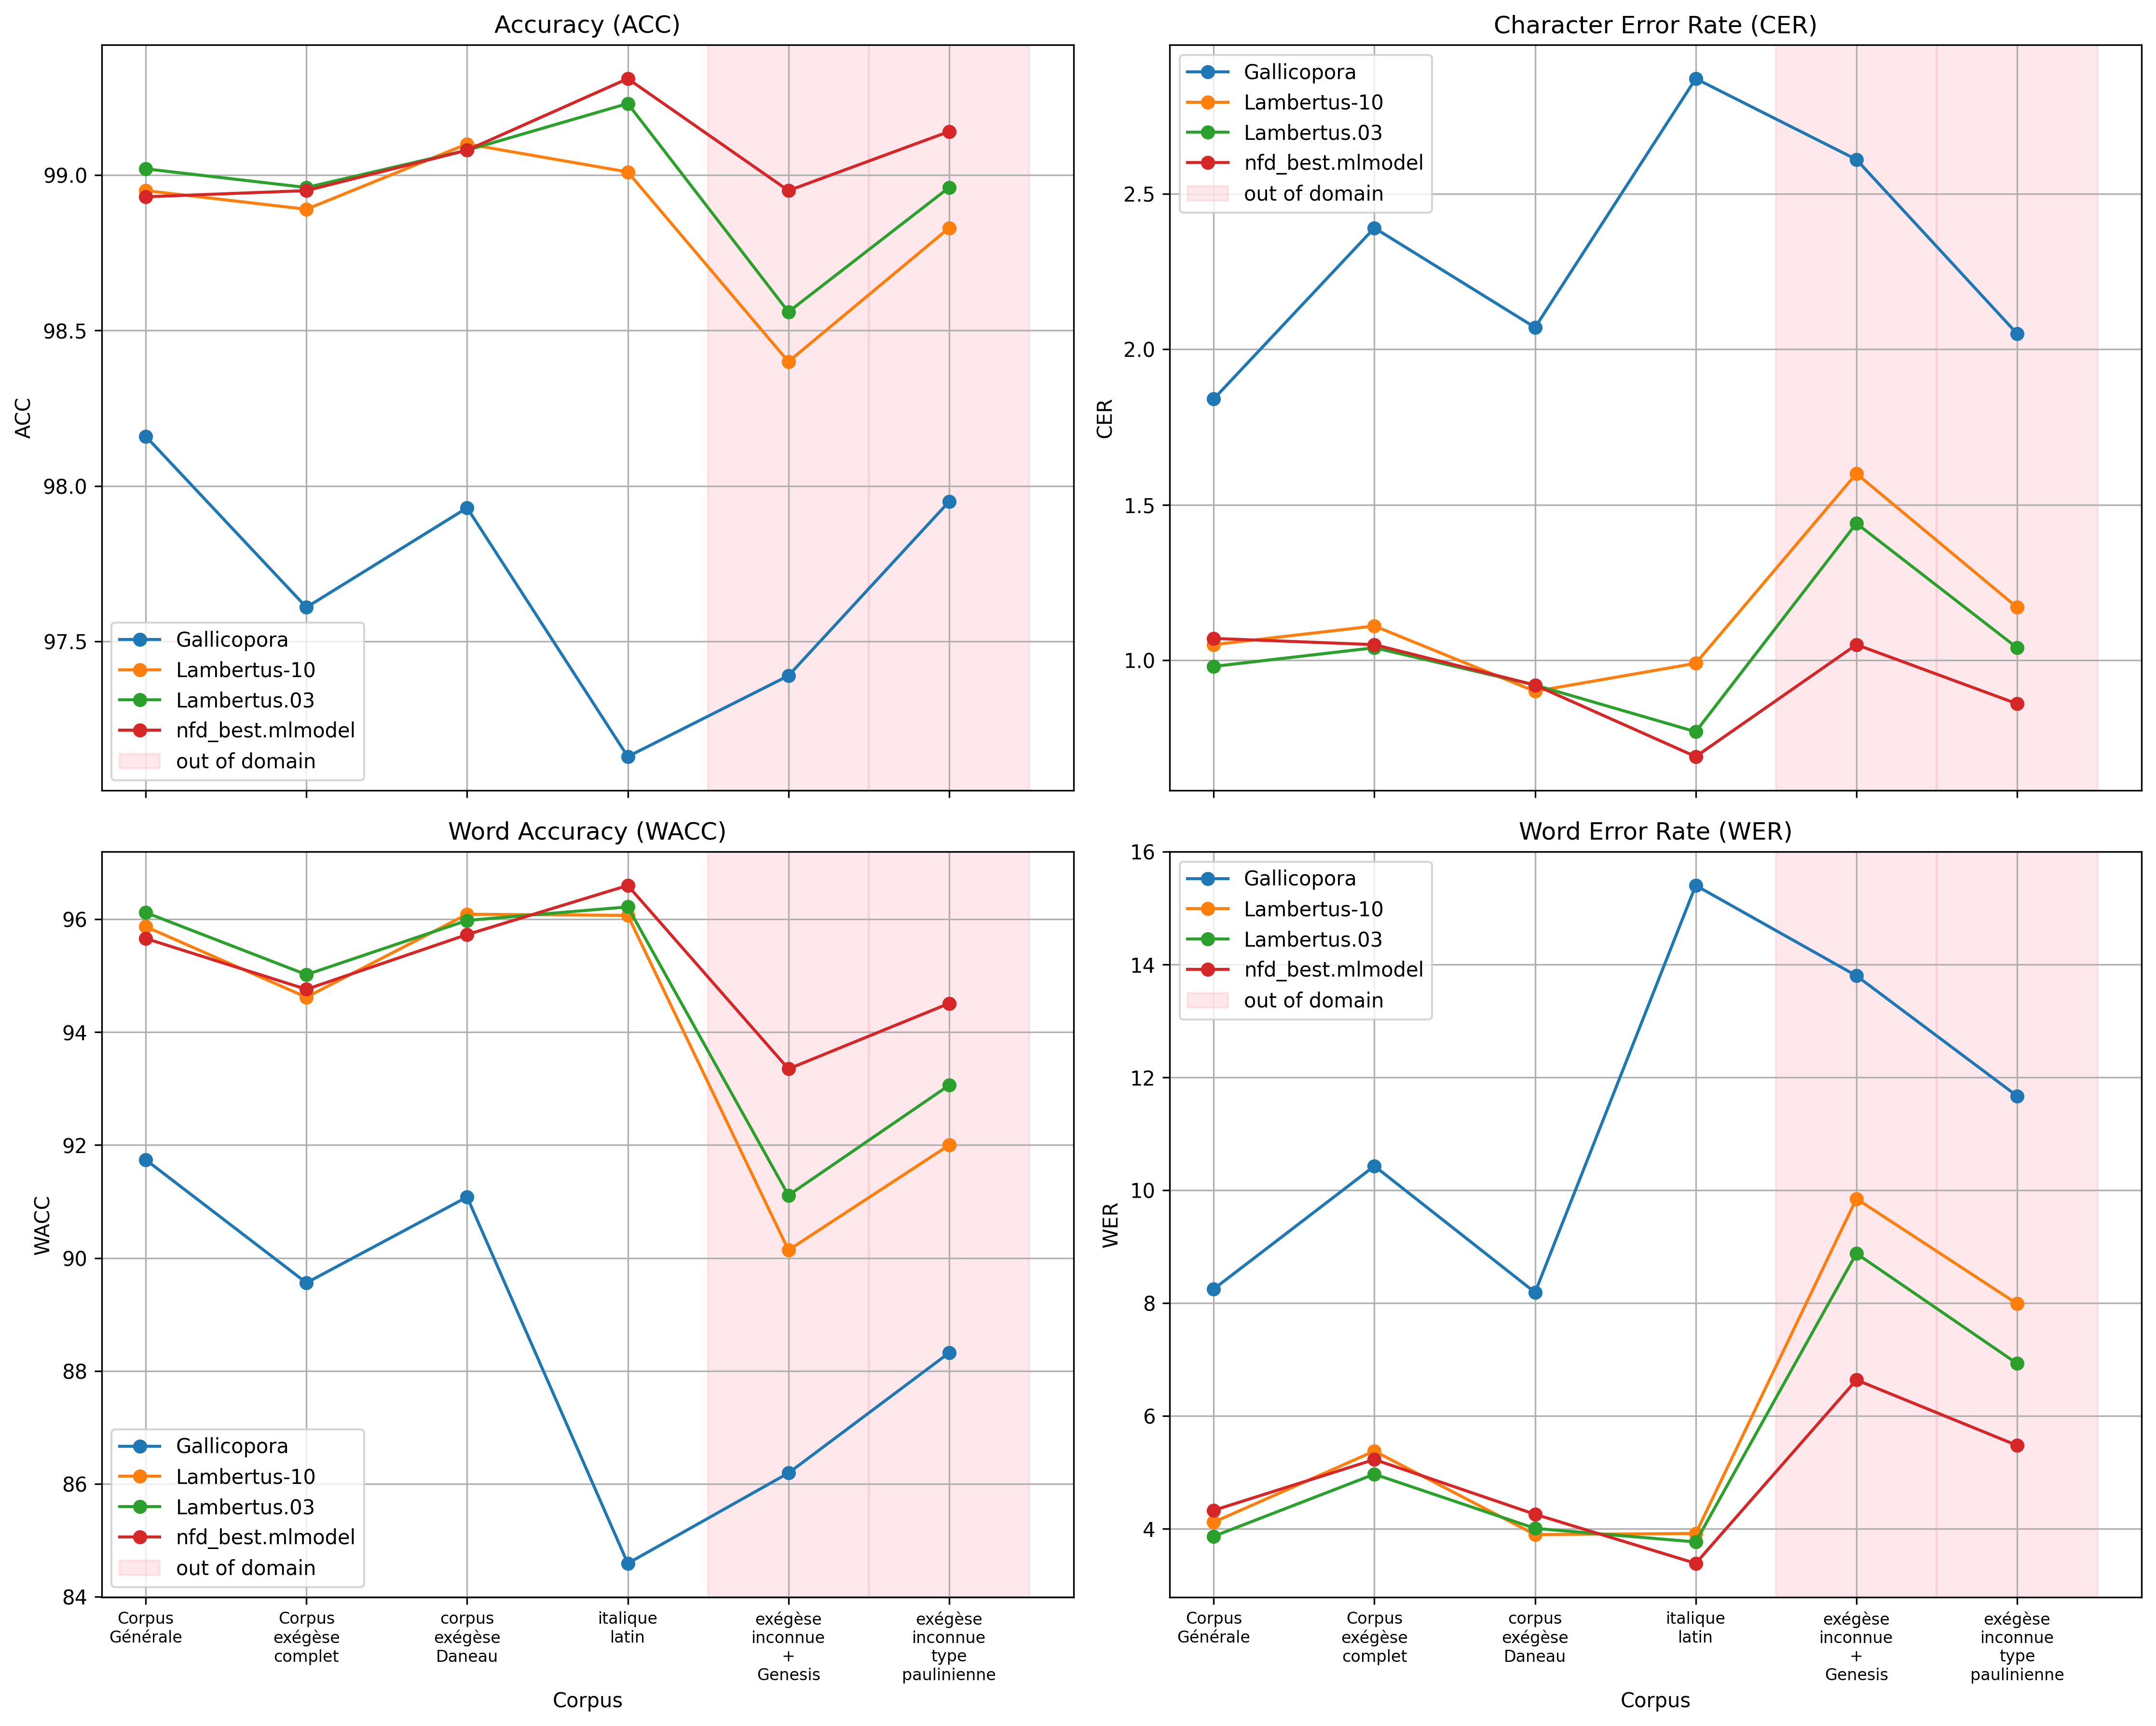 Accuracy (ACC)
ACC
99.0
98.5
98.0
97.5
Gallicopora
Lambertus-10
Lambertus.03
nfd_best.mlmodel
out of domain
Character Error Rate (CER)
CER
2.5
2.0
1.5
1.0
Gallicopora
Lambertus-10
Lambertus.03
nfd_best.mlmodel
out of domain
Word Accuracy (WACC)
WACC
96
94
92
90
88
86
84
Gallicopora
Lambertus-10
Lambertus.03
nfd_best.mlmodel
out of domain
Corpus
Générale
Corpus
exégèse
complet
corpus
exégèse
Daneau
italique
latin
exégèse
inconnue
+
Genesis
exégèse
inconnue
type
paulinienne
Corpus
Word Error Rate (WER)
WER
16
14
12
10
8
6
4
Gallicopora
Lambertus-10
Lambertus.03
nfd_best.mlmodel
out of domain
Corpus
Générale
Corpus
exégèse
complet
corpus
exégèse
Daneau
italique
latin
exégèse
inconnue
+
Genesis
exégèse
inconnue
type
paulinienne
Corpus